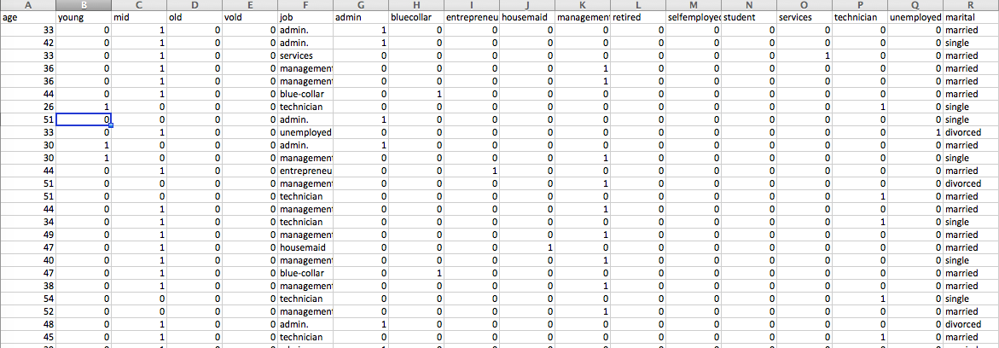 A B C D E F G H I J K L M N O P Q R
age young mid old vold job admin bluecollar entrepreneu housemaid managemen retired selfemploye student services technician unemployed marital
33 0 1 0 0 admin. 1 0 0 0 0 0 0 0 0 0 0 married
42 0 1 0 0 admin. 1 0 0 0 0 0 0 0 0 0 0 single
33 0 1 0 0 services 0 0 0 0 0 0 0 0 1 0 0 married
36 0 1 0 0 managemen 0 0 0 0 1 0 0 0 0 0 0 married
36 0 1 0 0 managemen 0 0 0 0 1 0 0 0 0 0 0 married
44 0 1 0 0 blue-collar 0 1 0 0 0 0 0 0 0 0 0 married
26 1 0 0 0 technician 0 0 0 0 0 0 0 0 0 1 0 single
51 0 0 0 0 admin. 1 0 0 0 0 0 0 0 0 0 0 single
33 0 1 0 0 unemployed 0 0 0 0 0 0 0 0 0 0 1 divorced
30 1 0 0 0 admin. 1 0 0 0 0 0 0 0 0 0 0 married
30 1 0 0 0 managemen 0 0 0 0 1 0 0 0 0 0 0 single
44 0 1 0 0 entrepreneu 0 0 1 0 0 0 0 0 0 0 0 married
51 0 0 0 0 managemen 0 0 0 0 1 0 0 0 0 0 0 divorced
51 0 0 0 0 technician 0 0 0 0 0 0 0 0 0 1 0 married
44 0 1 0 0 managemen 0 0 0 0 1 0 0 0 0 0 0 married
34 0 1 0 0 technician 0 0 0 0 0 0 0 0 0 1 0 single
49 0 1 0 0 managemen 0 0 0 0 1 0 0 0 0 0 0 married
47 0 1 0 0 housemaid 0 0 0 1 0 0 0 0 0 0 0 married
40 0 1 0 0 managemen 0 0 0 0 1 0 0 0 0 0 0 single
47 0 1 0 0 blue-collar 0 1 0 0 0 0 0 0 0 0 0 married
38 0 1 0 0 managemen 0 0 0 0 1 0 0 0 0 0 0 married
54 0 0 0 0 technician 0 0 0 0 0 0 0 0 0 1 0 single
52 0 0 0 0 managemen 0 0 0 0 1 0 0 0 0 0 0 married
48 0 1 0 0 admin. 1 0 0 0 0 0 0 0 0 0 0 divorced
45 0 1 0 0 technician 0 0 0 0 0 0 0 0 0 1 0 married